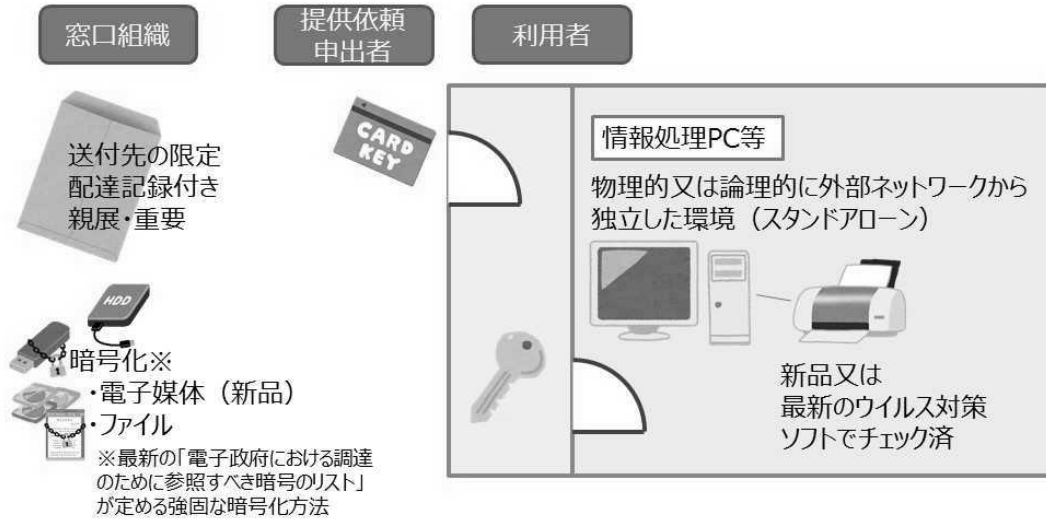 窓口組織
提供依頼
申出者
利用者
CARD
KEY
送付先の限定
配達記録付き
親展・重要
HDD
暗号化※
・電子媒体（新品）
・ファイル
※最新の「電子政府における調達
のために参照すべき暗号のリスト」
が定める強固な暗号化方法
情報処理PC等
物理的又は論理的に外部ネットワークから
独立した環境（スタンドアローン）
新品又は
最新のウイルス対策
ソフトでチェック済